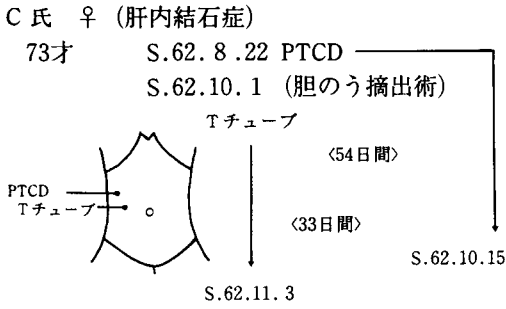 C氏 ♀ (肝内結石症)
73才 S.62.8.22 PTCD
S.62.10.1 (胆のう摘出術)
Tチューブ
〈54日間〉
PTCD
Tチューブ
〈33日間〉
S.62.10.15
S.62.11.3